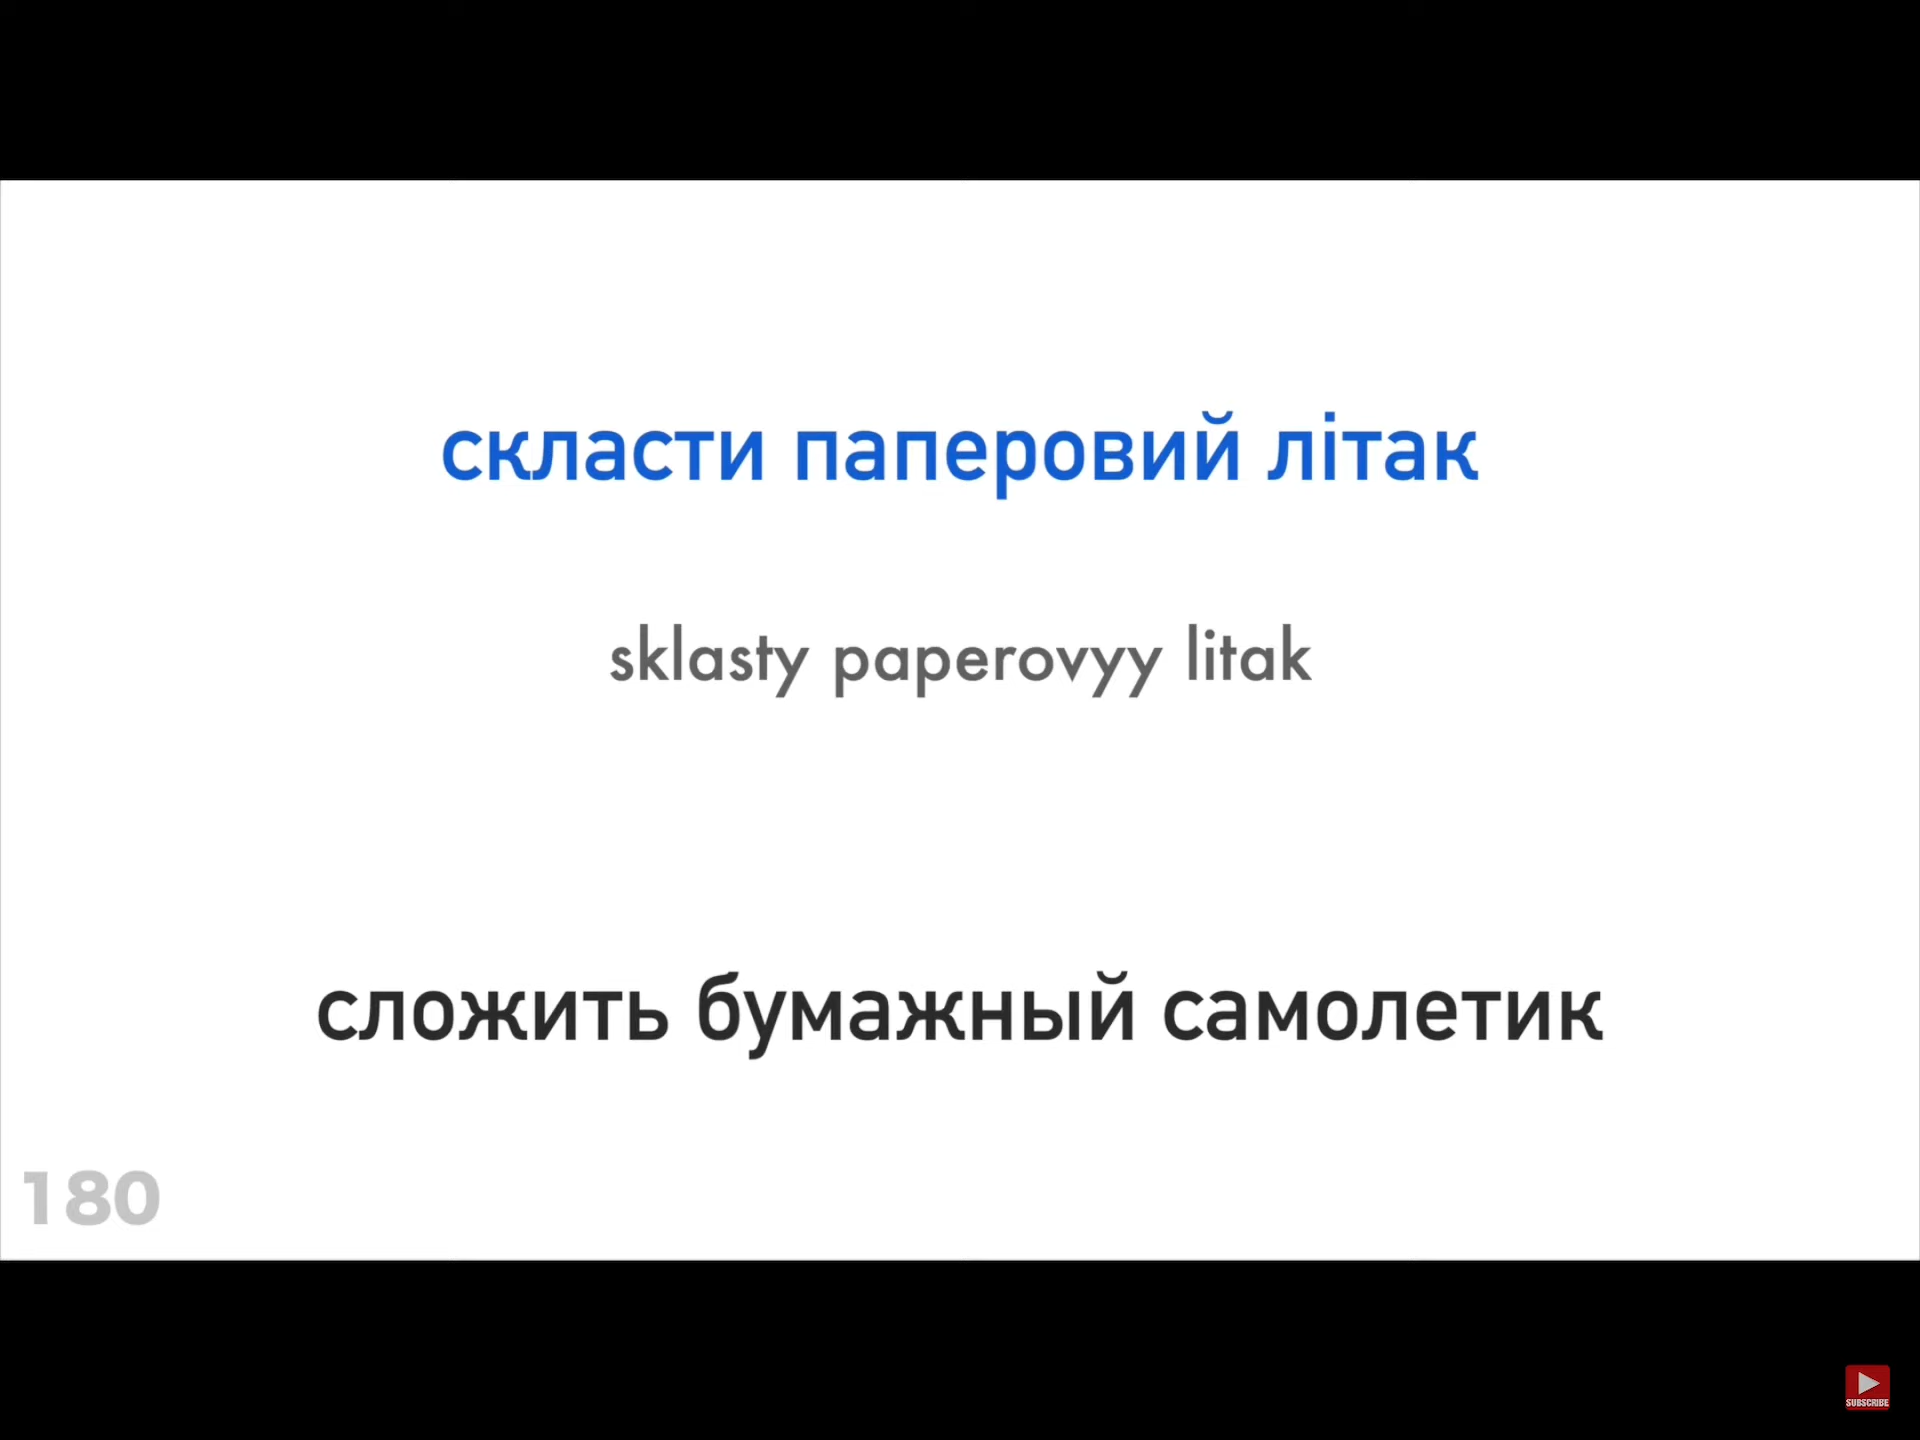 скласти паперовий літак
sklasty paperovyy litak
сложить бумажный самолетик
180
SUBSCRIBE